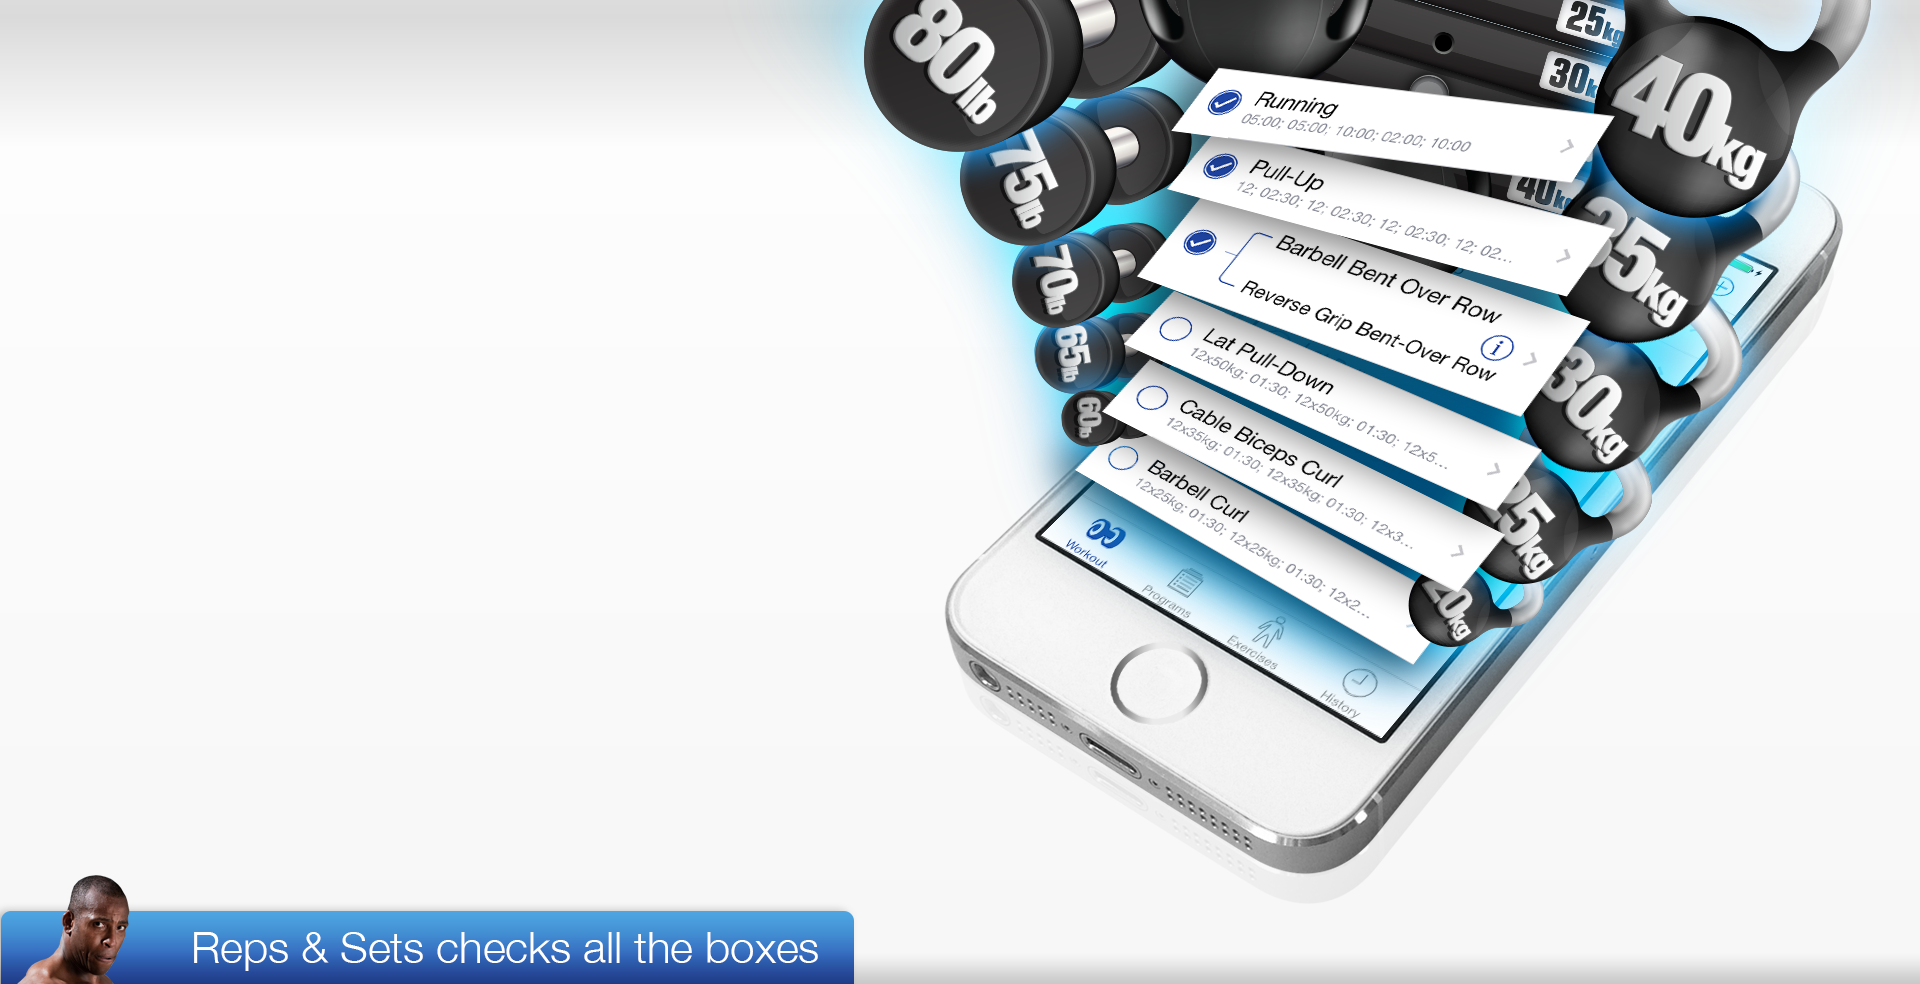 80lb
75lb
70lb
65lb
60lb
25kg
30k
40kg
40k
35kg
30kg
25kg
20kg
Running
05:00; 05:00; 10:00; 02:00; 10:00
Pull-Up
12; 02:30; 12; 02:30; 12; 02:30; 12; 02...
Barbell Bent Over Row
Reverse Grip Bent-Over Row
i
Lat Pull-Down
12x50kg; 01:30; 12x50kg; 01:30; 12x5...
Cable Biceps Curl
12x35kg; 01:30; 12x35kg; 01:30; 12x3...
Barbell Curl
12x25kg; 01:30; 12x25kg; 01:30; 12x2...
Workout
Programs
Exercises
History
Reps & Sets checks all the boxes